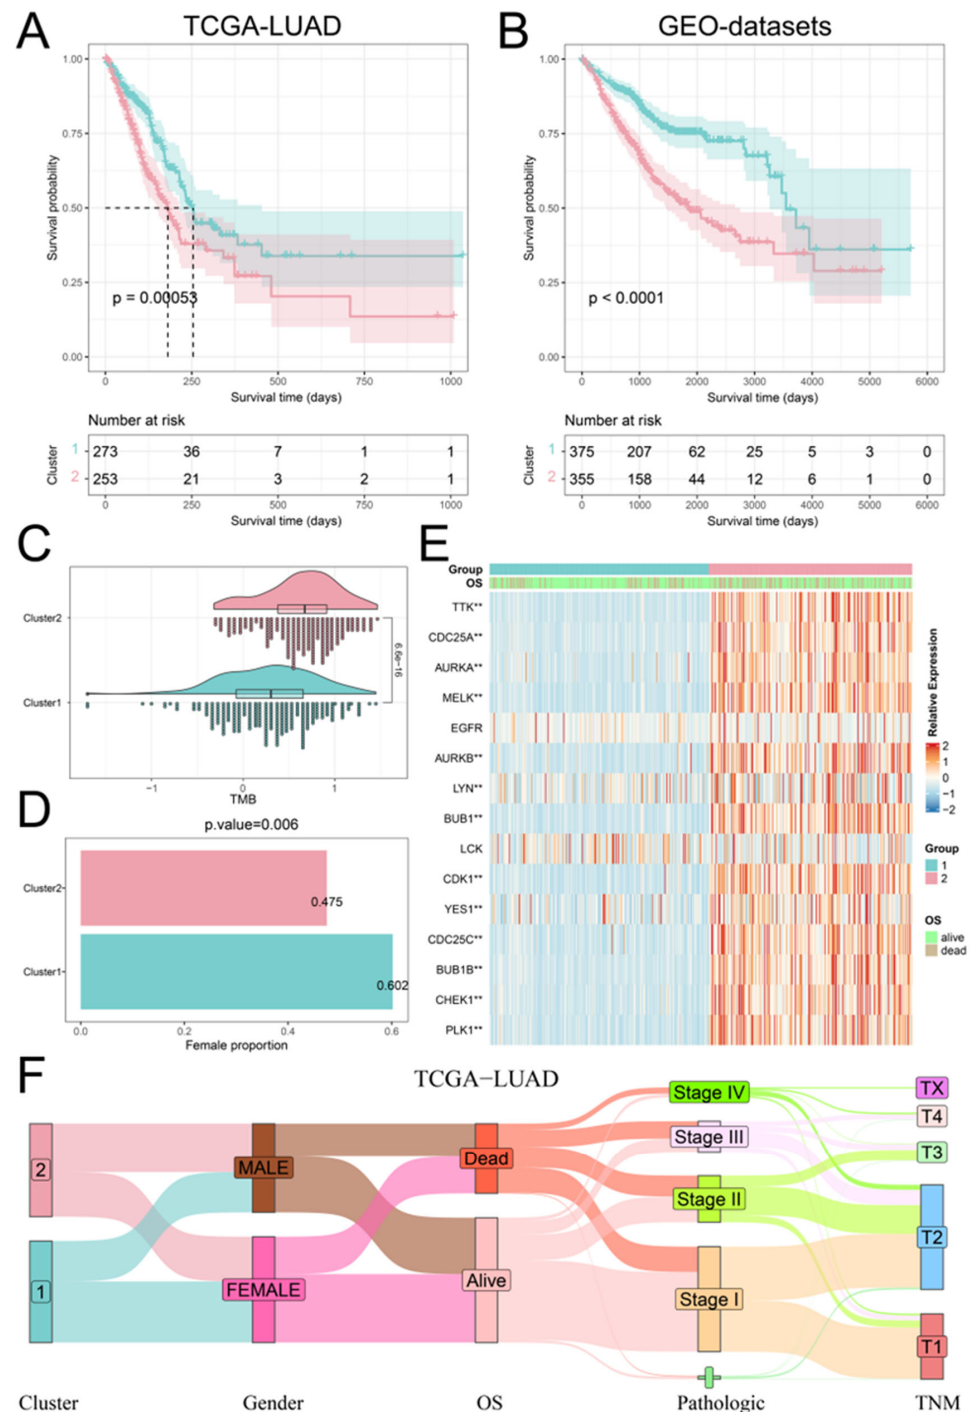 A
TCGA-LUAD
Survival probability
1.00
0.75
0.50
0.25
0.00
p = 0.00053
0 250 500 750 1000
Survival time (days)
Number at risk
Cluster
1 273 36 7 1 1
2 253 21 3 2 1
0 250 500 750 1000
Survival time (days)
B
GEO-datasets
Survival probability
1.00
0.75
0.50
0.25
0.00
p < 0.0001
0 1000 2000 3000 4000 5000 6000
Survival time (days)
Number at risk
Cluster
1 375 207 62 25 5 3 0
2 355 158 44 12 6 1 0
0 1000 2000 3000 4000 5000 6000
Survival time (days)
C
Cluster2
Cluster1
6.6e−16
−1 0 1
TMB
D
p.value=0.006
Cluster2
0.475
Cluster1
0.602
0.0 0.2 0.4 0.6
Female proportion
E
Group
OS
TTK**
CDC25A**
AURKA**
MELK**
EGFR
AURKB**
LYN**
BUB1**
LCK
CDK1**
YES1**
CDC25C**
BUB1B**
CHEK1**
PLK1**
Relative Expression
2
1
0
−1
−2
Group
1
2
OS
alive
dead
F
TCGA−LUAD
2
1
MALE
FEMALE
Dead
Alive
Stage IV
Stage III
Stage II
Stage I
TX
T4
T3
T2
T1
Cluster Gender OS Pathologic TNM